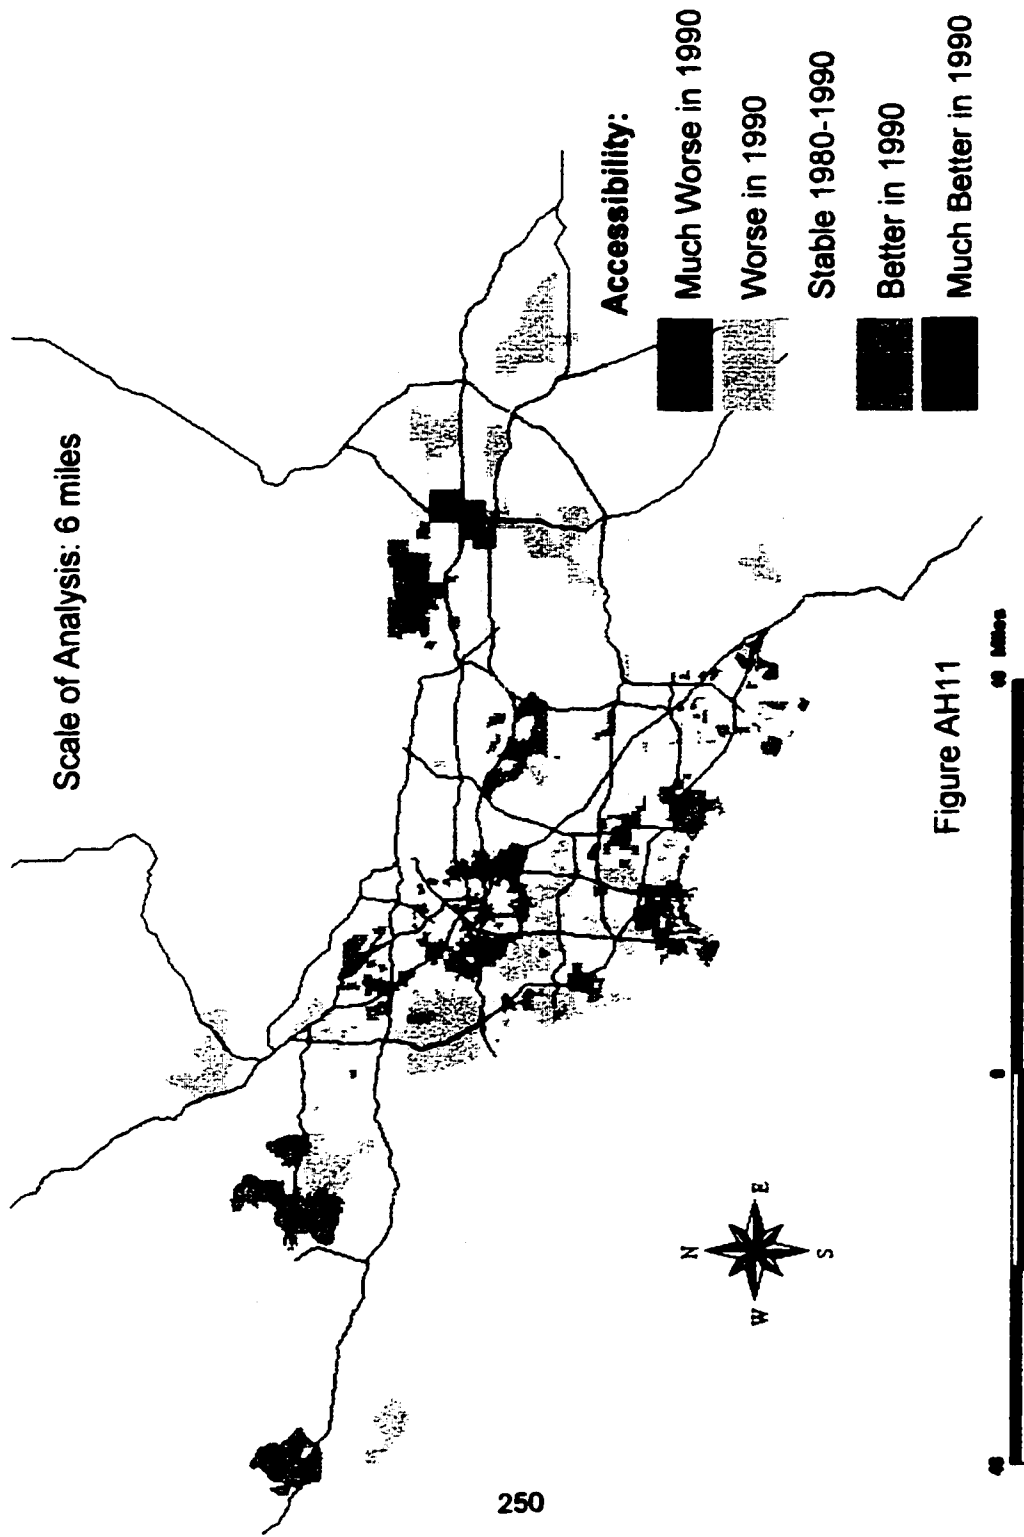 Scale of Analysis: 6 miles
Accessibility:
Much Worse in 1990
Worse in 1990
Stable 1980-1990
Better in 1990
Much Better in 1990
N
W
E
S
Figure AH11
0
Miles
250